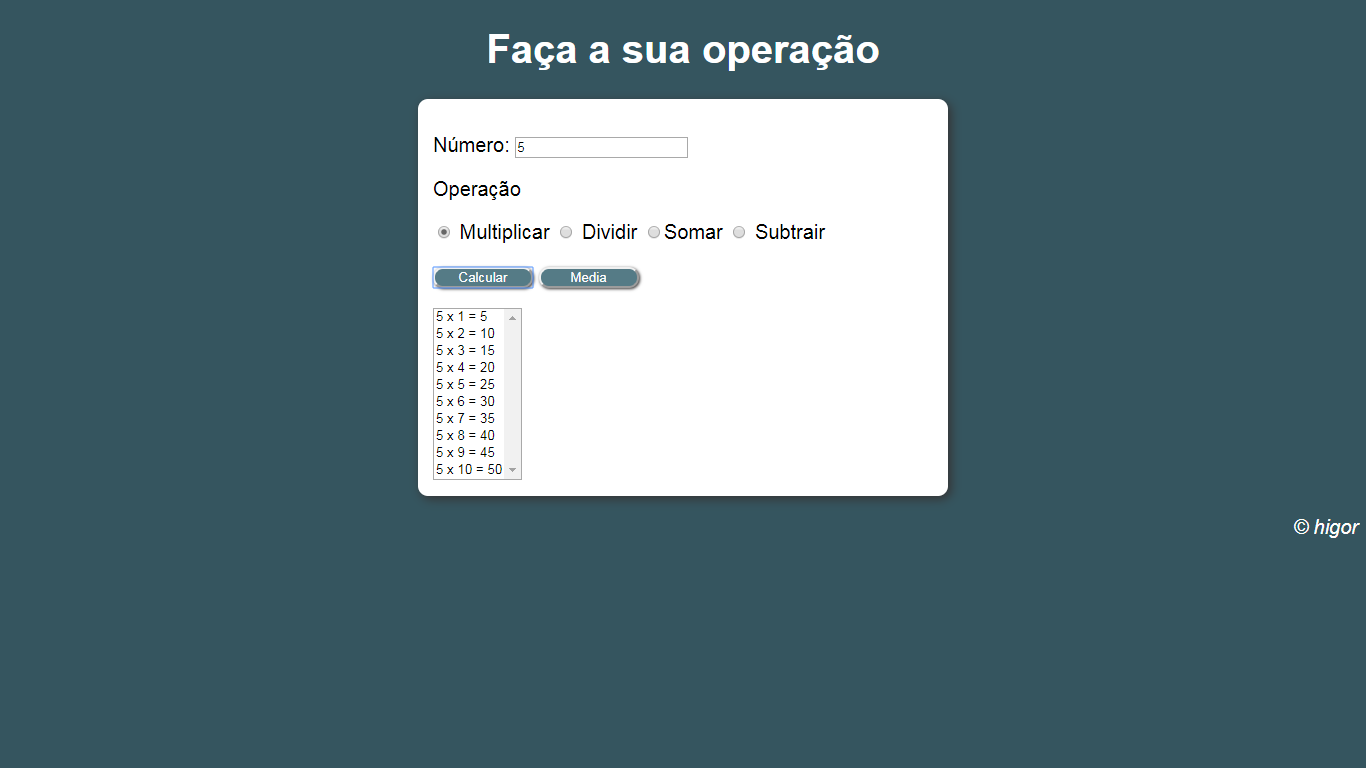 Faça a sua operação
Número: 5
Operação
Multiplicar Dividir Somar Subtrair
Calcular Media
5 x 1 = 5
5 x 2 = 10
5 x 3 = 15
5 x 4 = 20
5 x 5 = 25
5 x 6 = 30
5 x 7 = 35
5 x 8 = 40
5 x 9 = 45
5 x 10 = 50
© higor